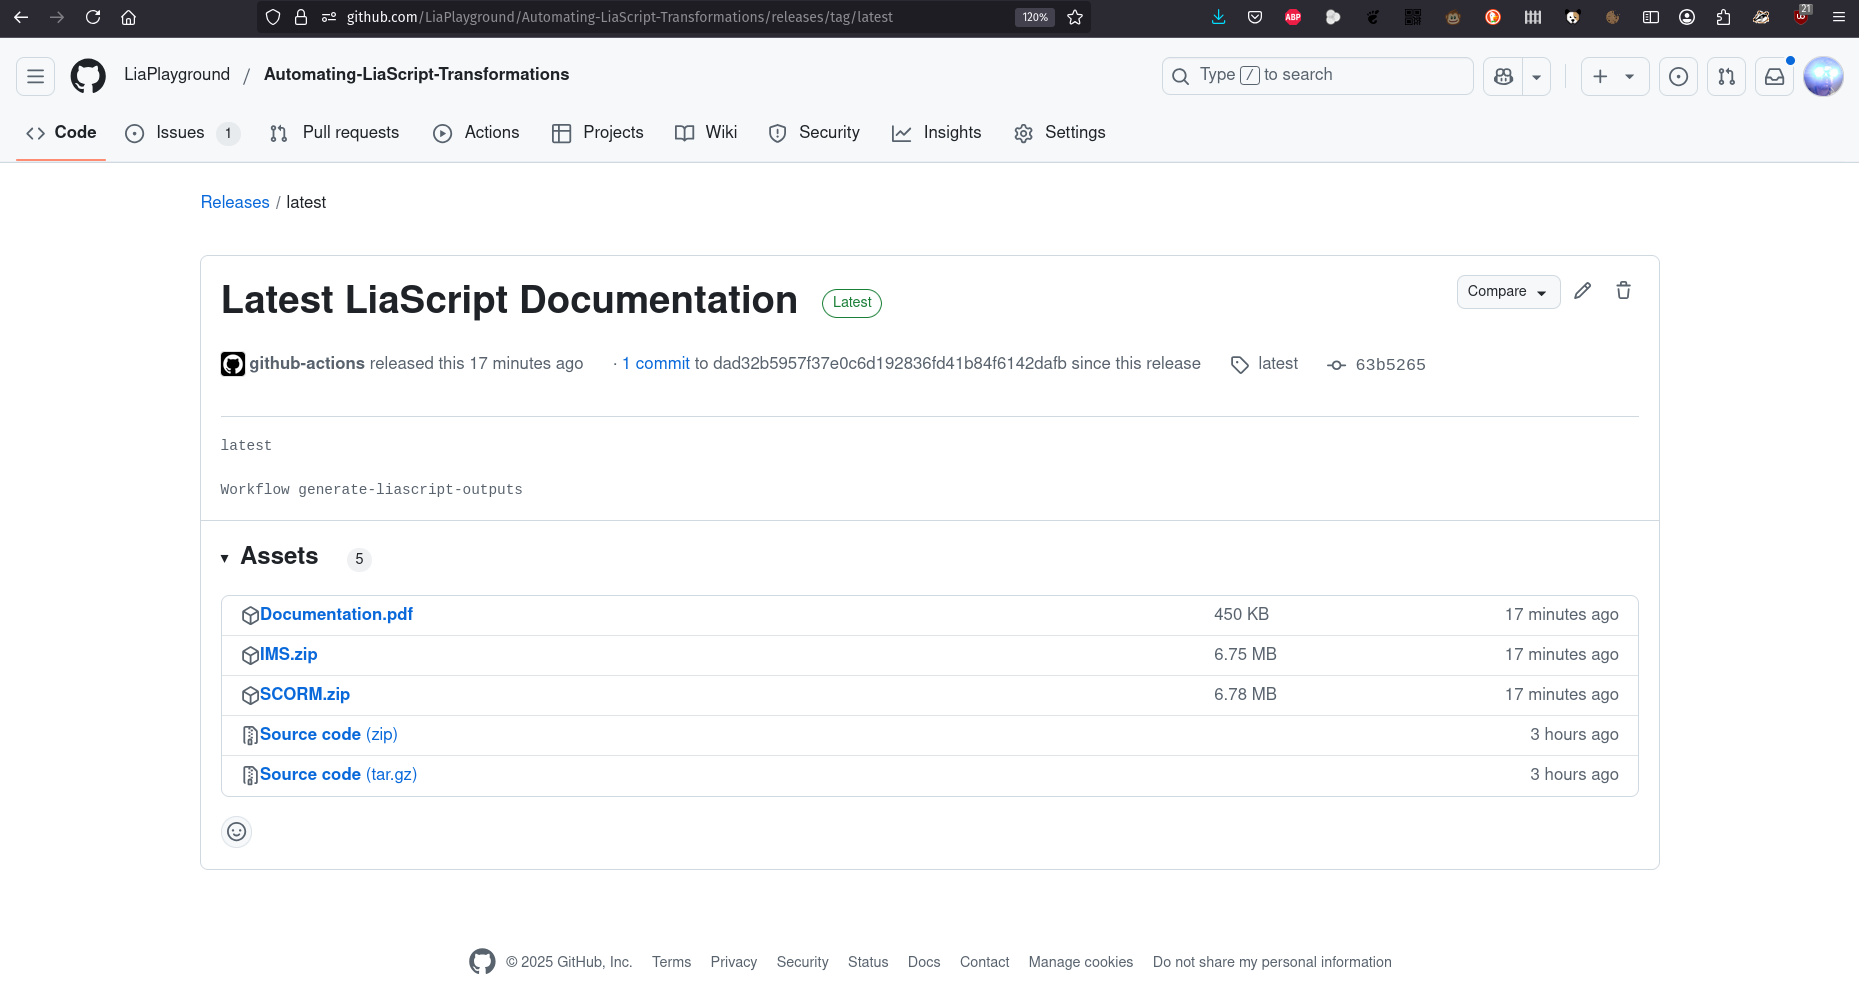 github.com/LiaPlayground/Automating-LiaScript-Transformations/releases/tag/latest 120% ABP 21
LiaPlayground / Automating-LiaScript-Transformations Type / to search
Code Issues 1 Pull requests Actions Projects Wiki Security Insights Settings
Releases / latest
Latest LiaScript Documentation Latest Compare
github-actions released this 17 minutes ago · 1 commit to dad32b5957f37e0c6d192836fd41b84f6142dafb since this release latest 63b5265
latest
Workflow generate-liascript-outputs
Assets 5
Documentation.pdf 450 KB 17 minutes ago
IMS.zip 6.75 MB 17 minutes ago
SCORM.zip 6.78 MB 17 minutes ago
Source code (zip) 3 hours ago
Source code (tar.gz) 3 hours ago
© 2025 GitHub, Inc. Terms Privacy Security Status Docs Contact Manage cookies Do not share my personal information